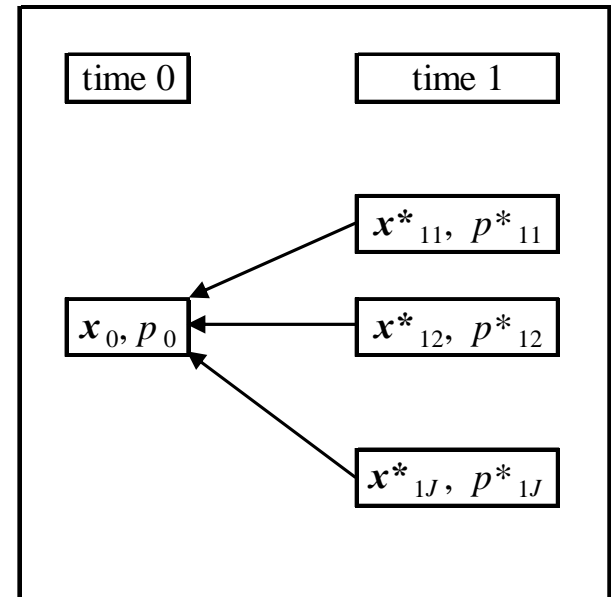 time 0 time 1
x*₁₁, p*₁₁
x₀, p₀ x*₁₂, p*₁₂
x*₁J, p*₁J